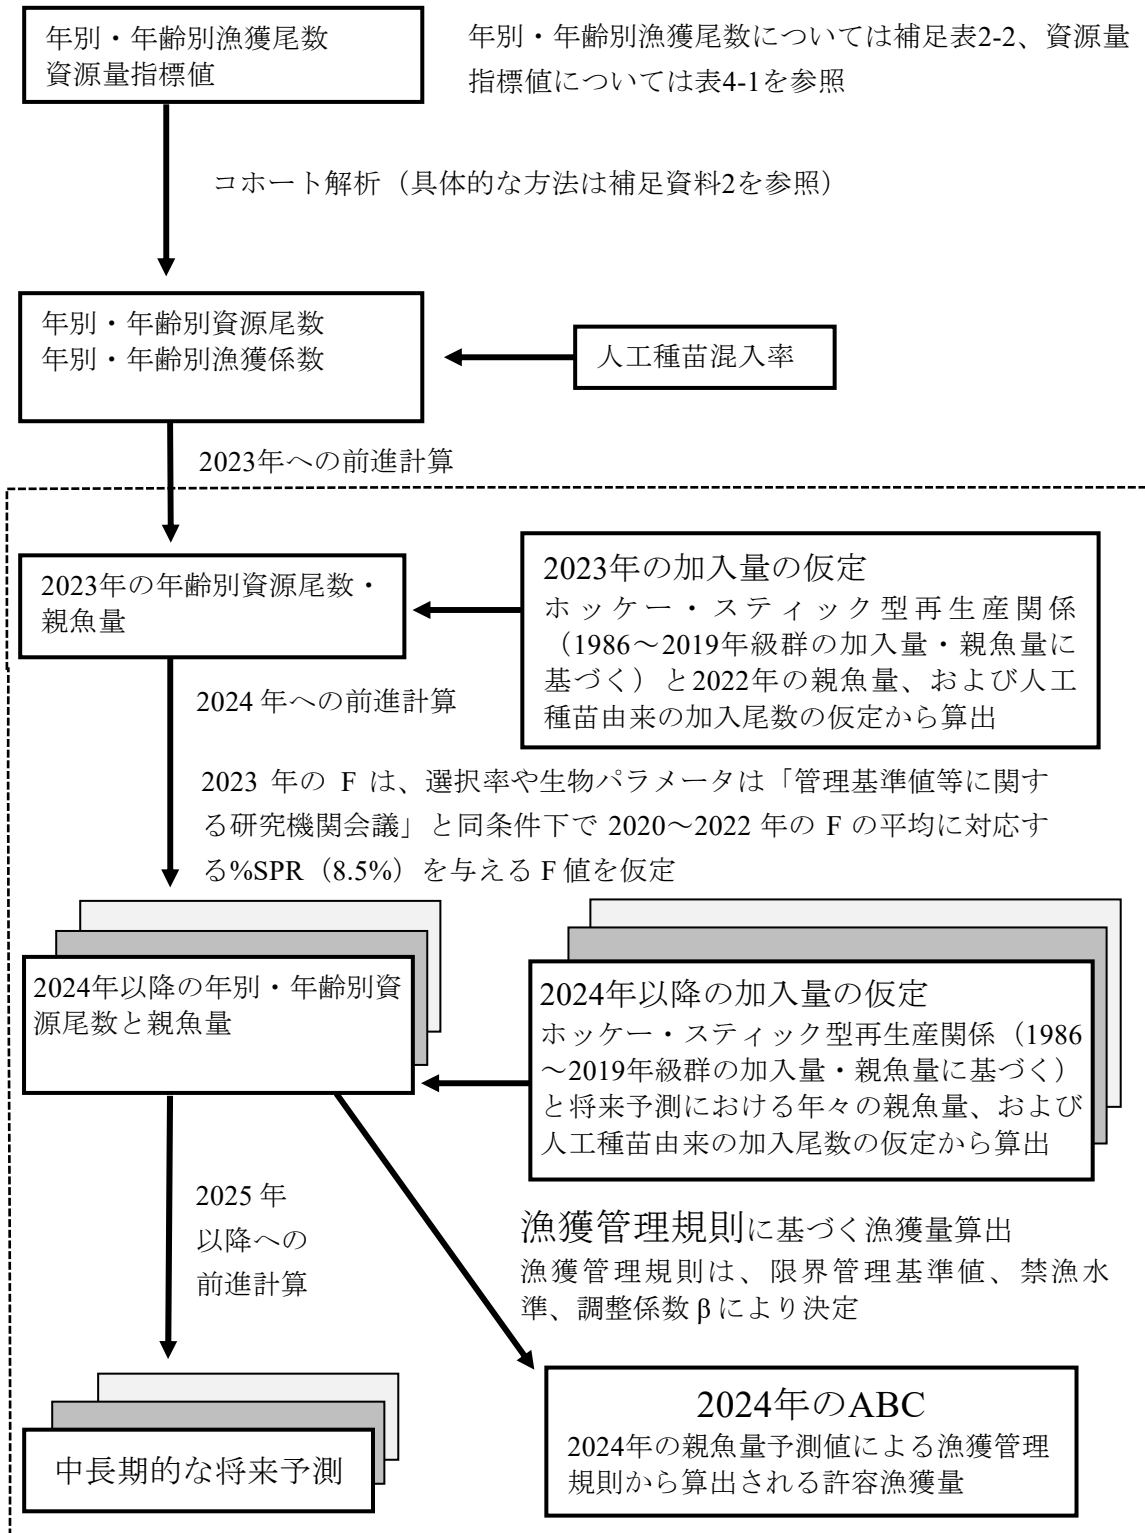 年別・年齢別漁獲尾数
資源量指標値
年別・年齢別漁獲尾数については補足表2-2、資源量
指標値については表4-1を参照
コホート解析（具体的な方法は補足資料2を参照）
年別・年齢別資源尾数
年別・年齢別漁獲係数
人工種苗混入率
2023年への前進計算
2023年の年齢別資源尾数・
親魚量
2023年の加入量の仮定
ホッケー・スティック型再生産関係
（1986～2019年級群の加入量・親魚量に
基づく）と2022年の親魚量、および人工
種苗由来の加入尾数の仮定から算出
2024 年への前進計算
2023 年の F は、選択率や生物パラメータは「管理基準値等に関す
る研究機関会議」と同条件下で 2020～2022 年の F の平均に対応す
る%SPR（8.5%）を与える F 値を仮定
2024年以降の年別・年齢別資
源尾数と親魚量
2024年以降の加入量の仮定
ホッケー・スティック型再生産関係（1986
～2019年級群の加入量・親魚量に基づく）
と将来予測における年々の親魚量、および
人工種苗由来の加入尾数の仮定から算出
2025 年
以降への
前進計算
漁獲管理規則に基づく漁獲量算出
漁獲管理規則は、限界管理基準値、禁漁水
準、調整係数 β により決定
中長期的な将来予測
2024年のABC
2024年の親魚量予測値による漁獲管理
規則から算出される許容漁獲量